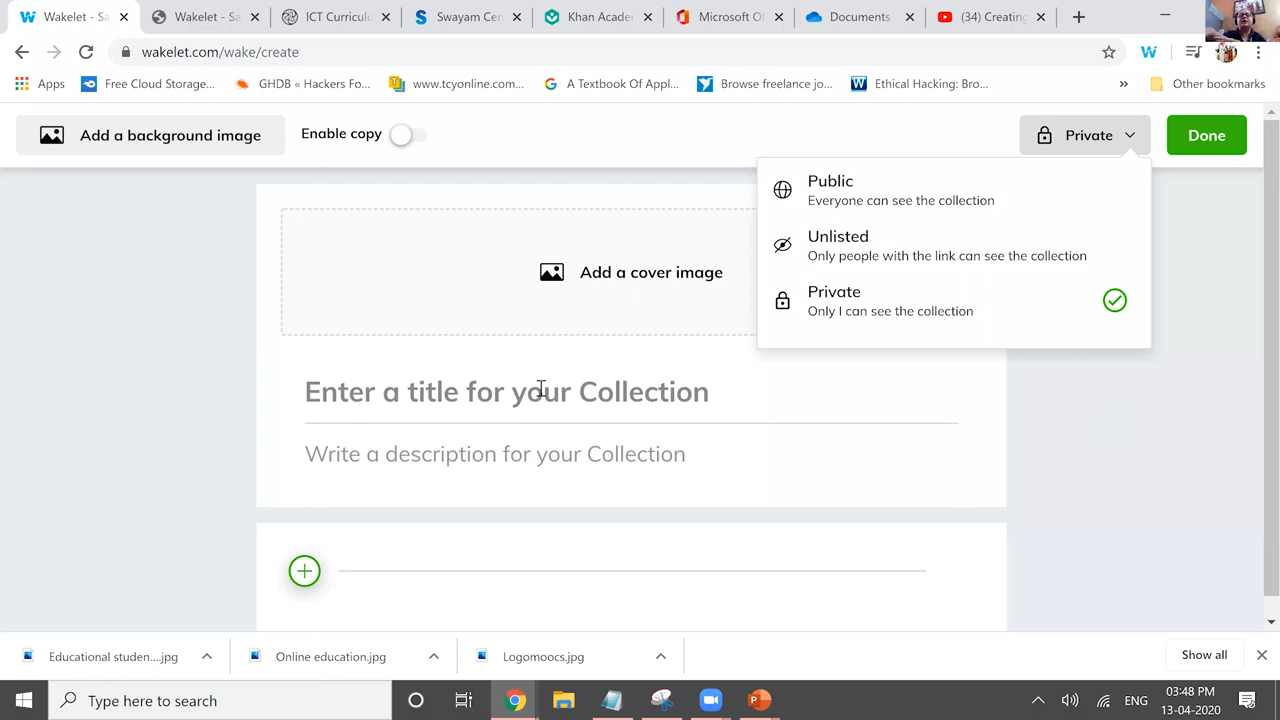 Wakelet - Sa
Wakelet - Sa
ICT Curriculu
Swayam Cer
Khan Acade
Microsoft Of
Documents
(34) Creating
wakelet.com/wake/create
Apps
Free Cloud Storage...
GHDB « Hackers Fo...
www.tcyonline.com...
A Textbook Of Appl...
Browse freelance jo...
Ethical Hacking: Bro...
»
Other bookmarks
Add a background image
Enable copy
Private
Done
Public
Everyone can see the collection
Unlisted
Only people with the link can see the collection
Private
Only I can see the collection
Add a cover image
Enter a title for your Collection
Write a description for your Collection
Educational studen....jpg
Online education.jpg
Logomoocs.jpg
Show all
Type here to search
ENG
03:48 PM
13-04-2020